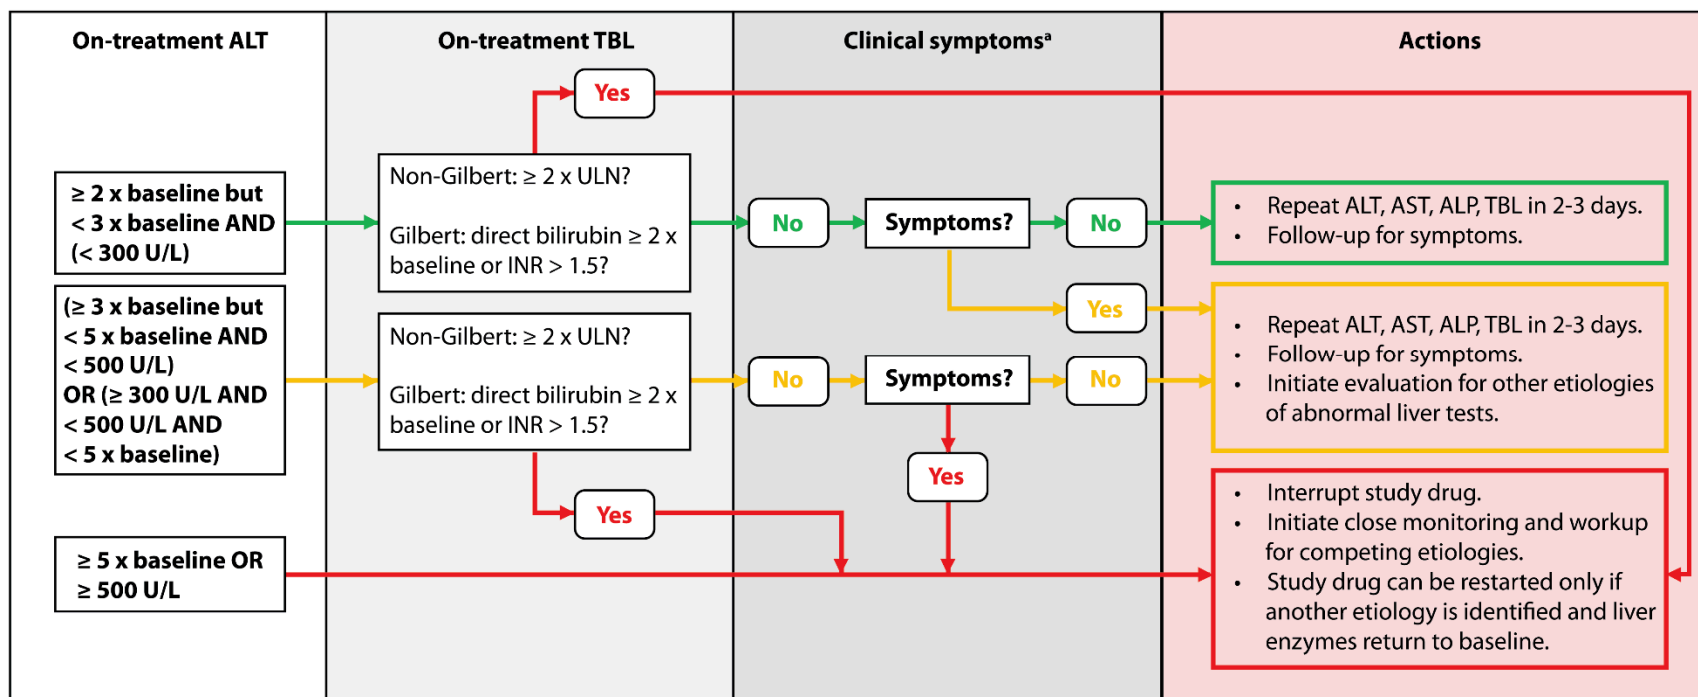 On-treatment ALT
On-treatment TBL
Clinical symptomsᵃ
Actions
≥ 2 x baseline but
< 3 x baseline AND
(< 300 U/L)
Non-Gilbert: ≥ 2 x ULN?
Gilbert: direct bilirubin ≥ 2 x
baseline or INR > 1.5?
Yes
No
Symptoms?
No
Yes
• Repeat ALT, AST, ALP, TBL in 2-3 days.
• Follow-up for symptoms.
(≥ 3 x baseline but
< 5 x baseline AND
< 500 U/L)
OR (≥ 300 U/L AND
< 500 U/L AND
< 5 x baseline)
Non-Gilbert: ≥ 2 x ULN?
Gilbert: direct bilirubin ≥ 2 x
baseline or INR > 1.5?
No
Symptoms?
No
Yes
Yes
• Repeat ALT, AST, ALP, TBL in 2-3 days.
• Follow-up for symptoms.
• Initiate evaluation for other etiologies
of abnormal liver tests.
≥ 5 x baseline OR
≥ 500 U/L
• Interrupt study drug.
• Initiate close monitoring and workup
for competing etiologies.
• Study drug can be restarted only if
another etiology is identified and liver
enzymes return to baseline.